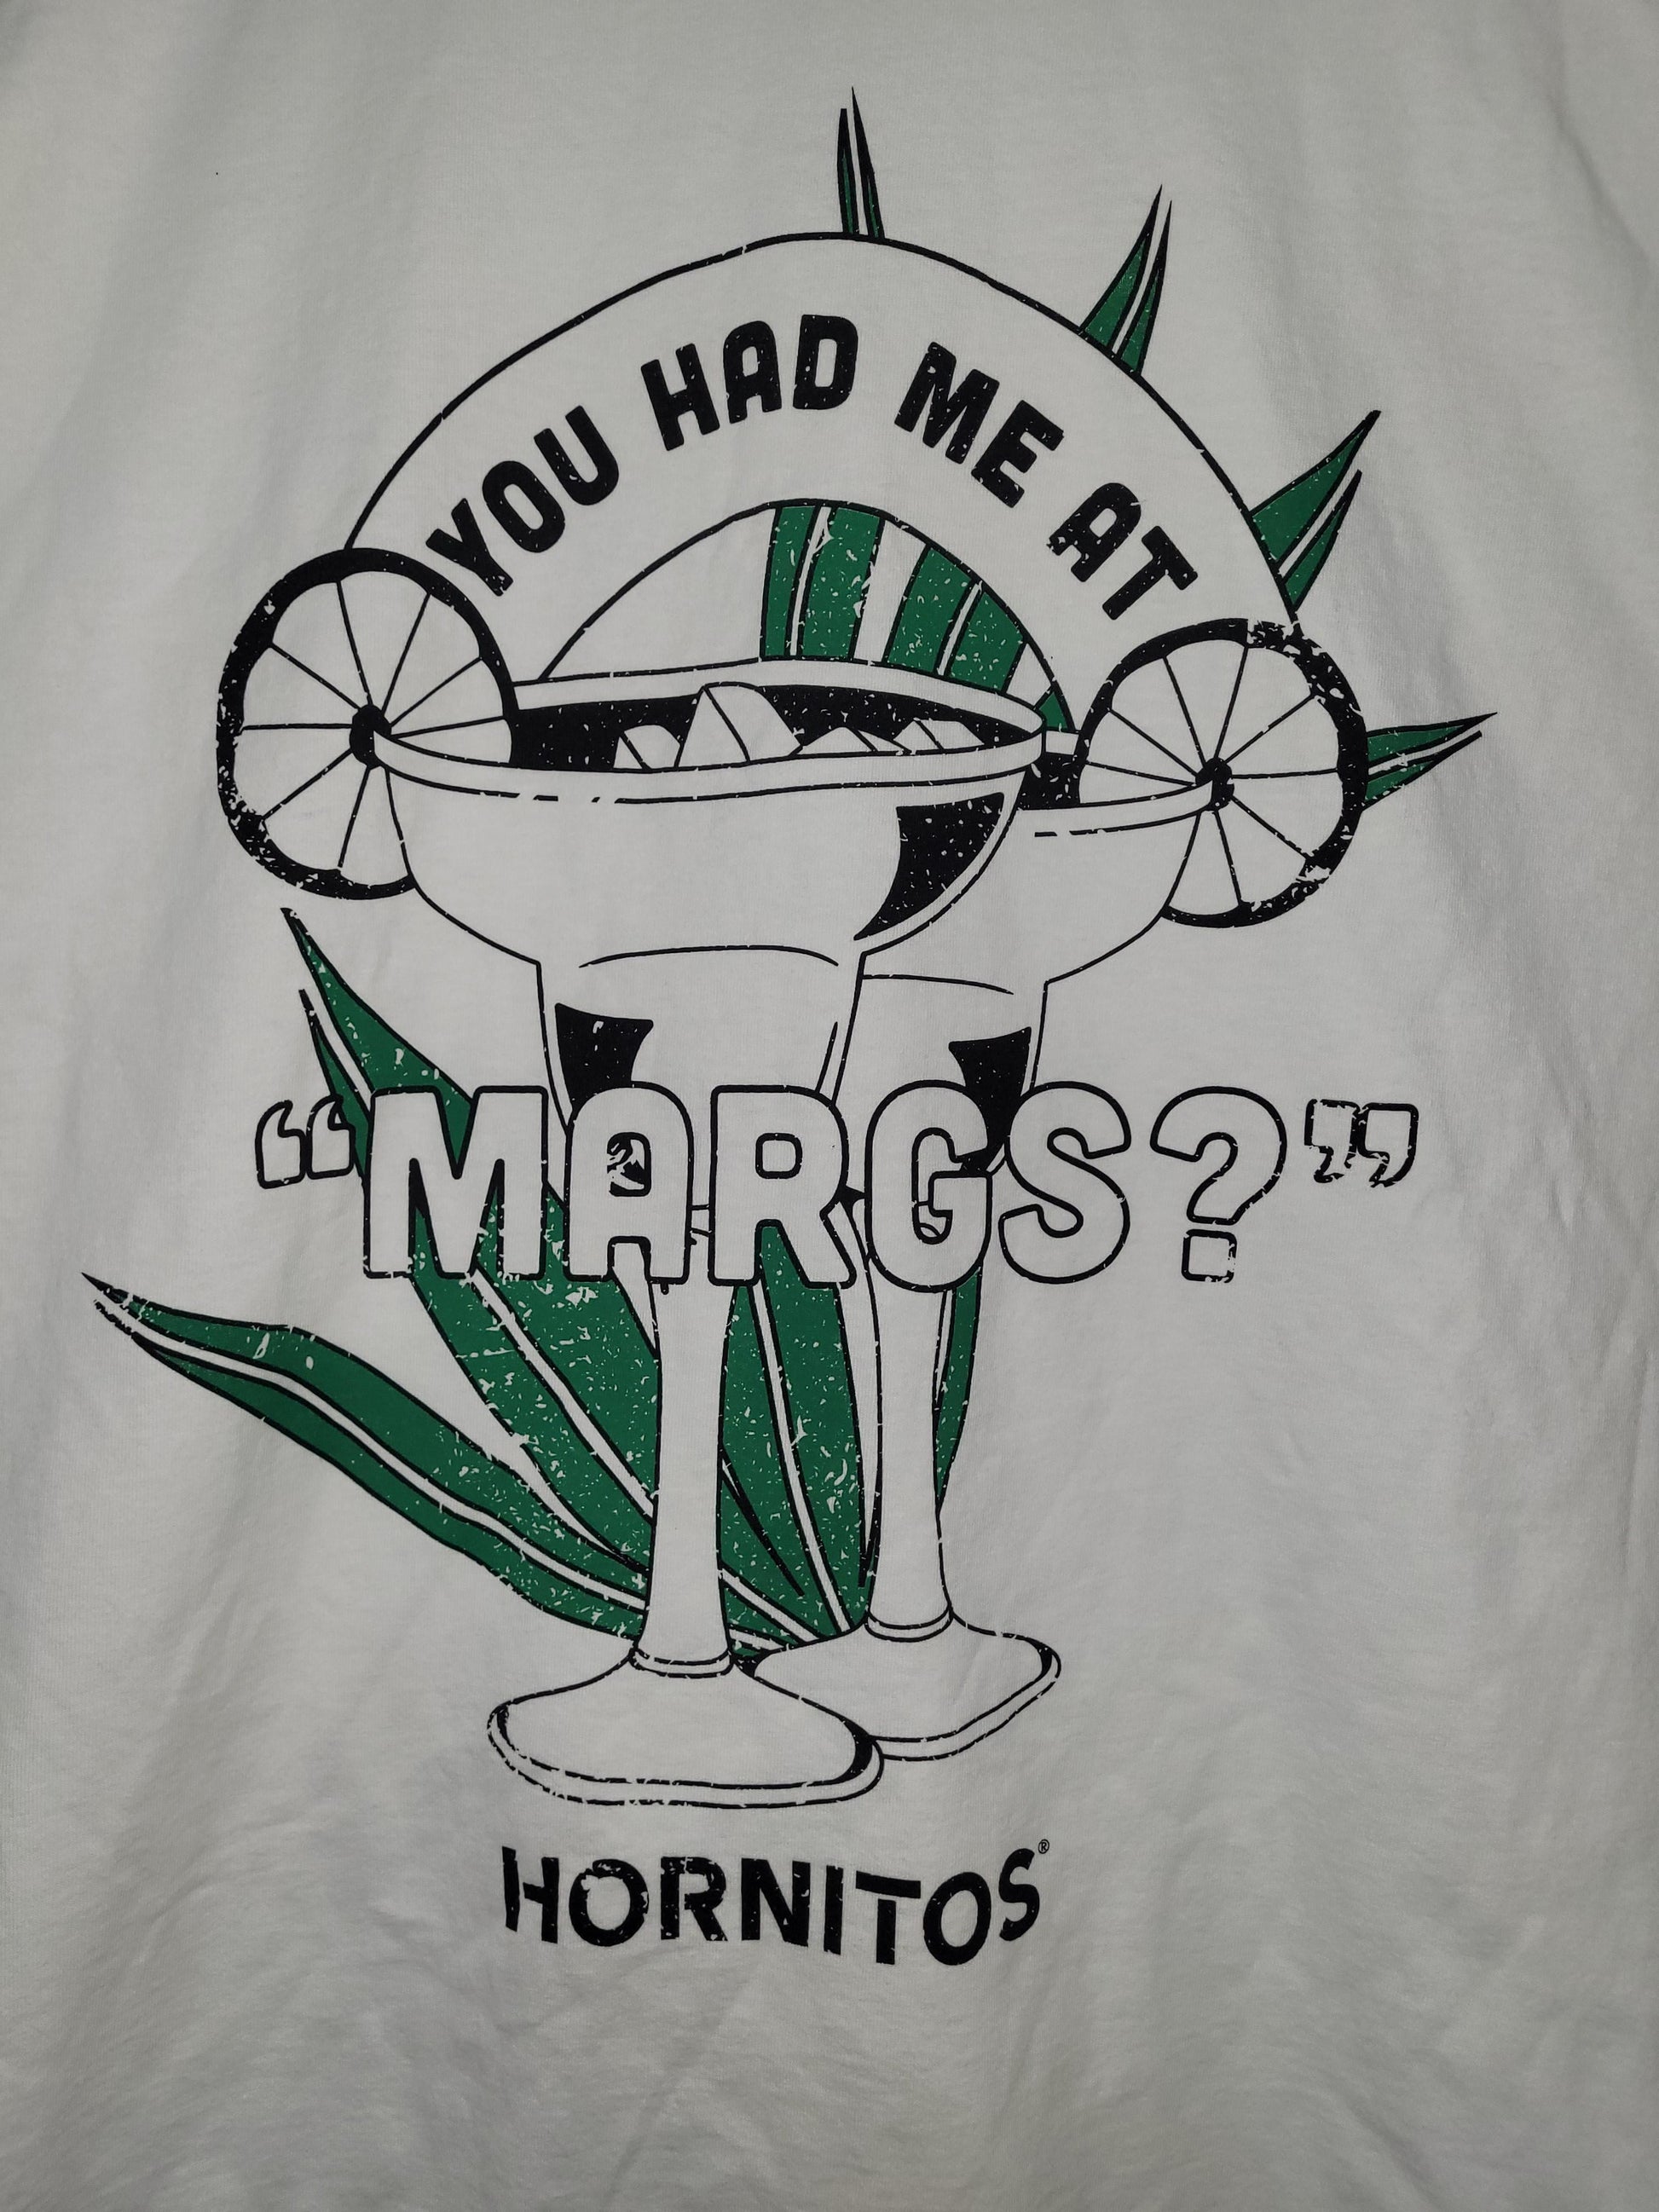 YOU HAD ME AT
“MARGS?”
HORNITOS®